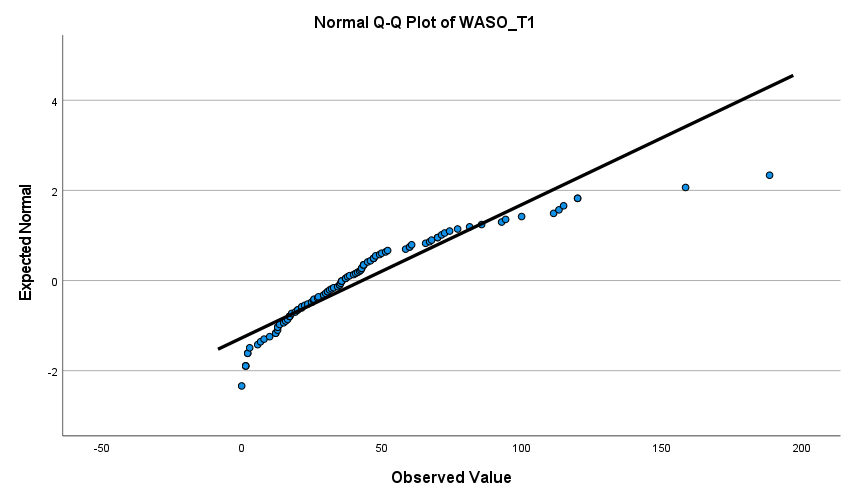 Normal Q-Q Plot of WASO_T1
Expected Normal
4
2
0
-2
-50 0 50 100 150 200
Observed Value